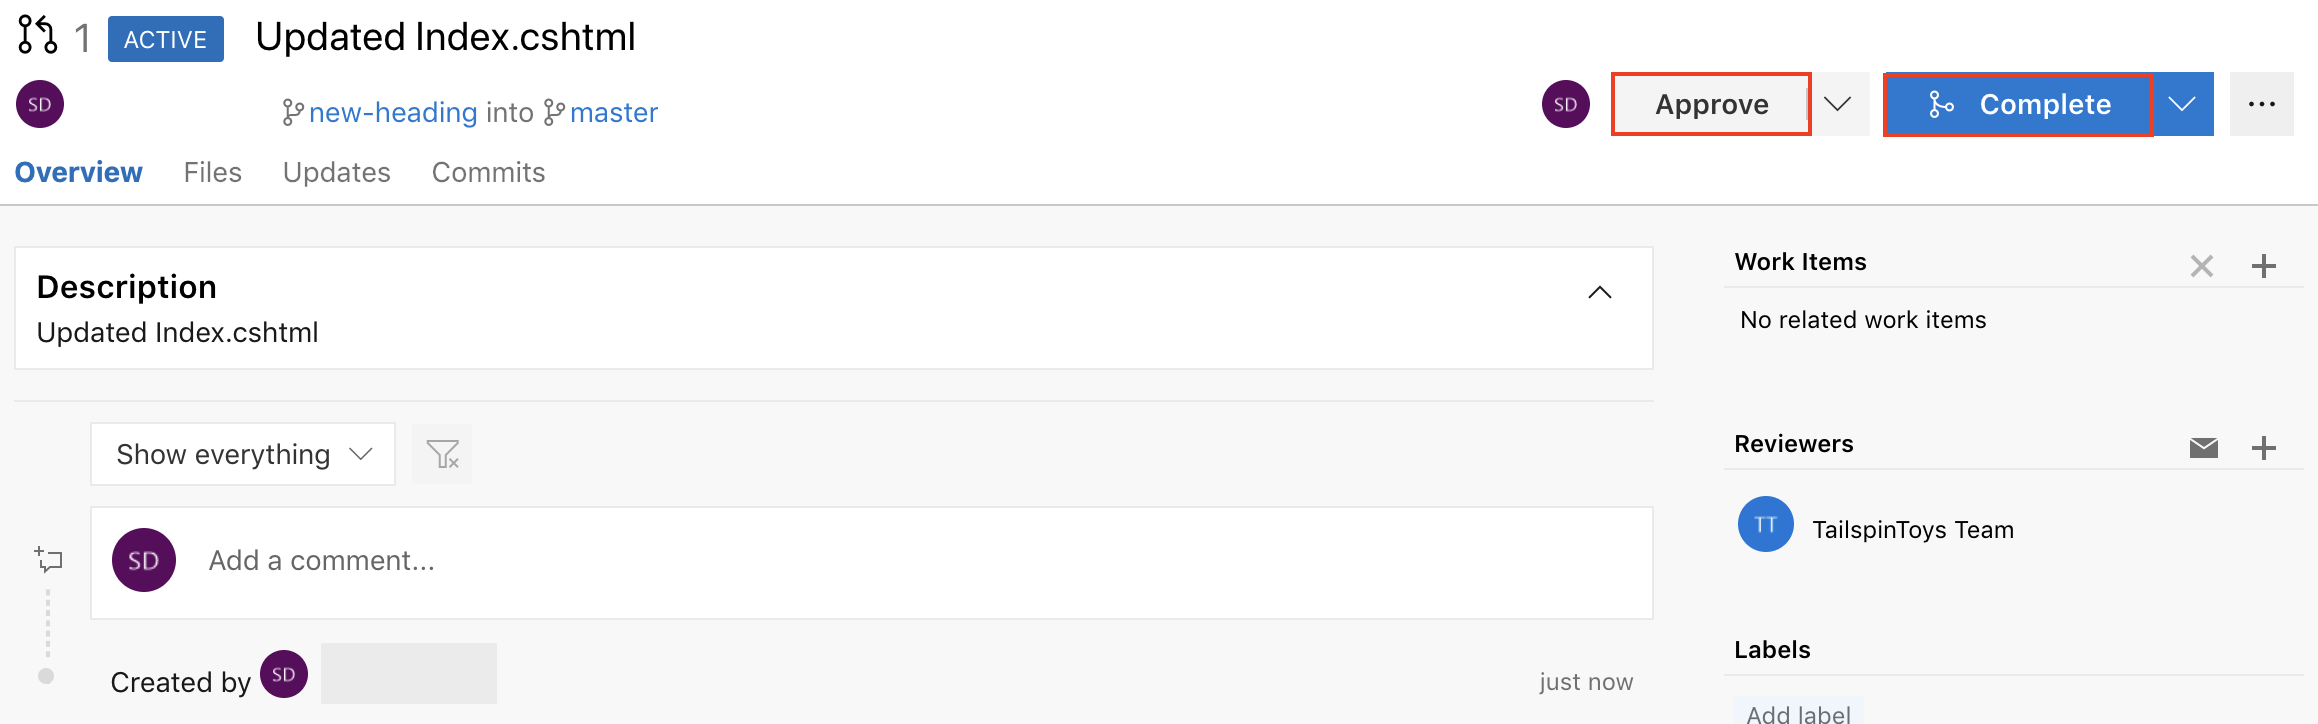 1 ACTIVE Updated Index.cshtml
SD new-heading into master SD Approve Complete ...
Overview Files Updates Commits
Description
Updated Index.cshtml
Work Items
No related work items
Show everything
Reviewers
TT TailspinToys Team
SD Add a comment...
Labels
Created by SD just now
Add label